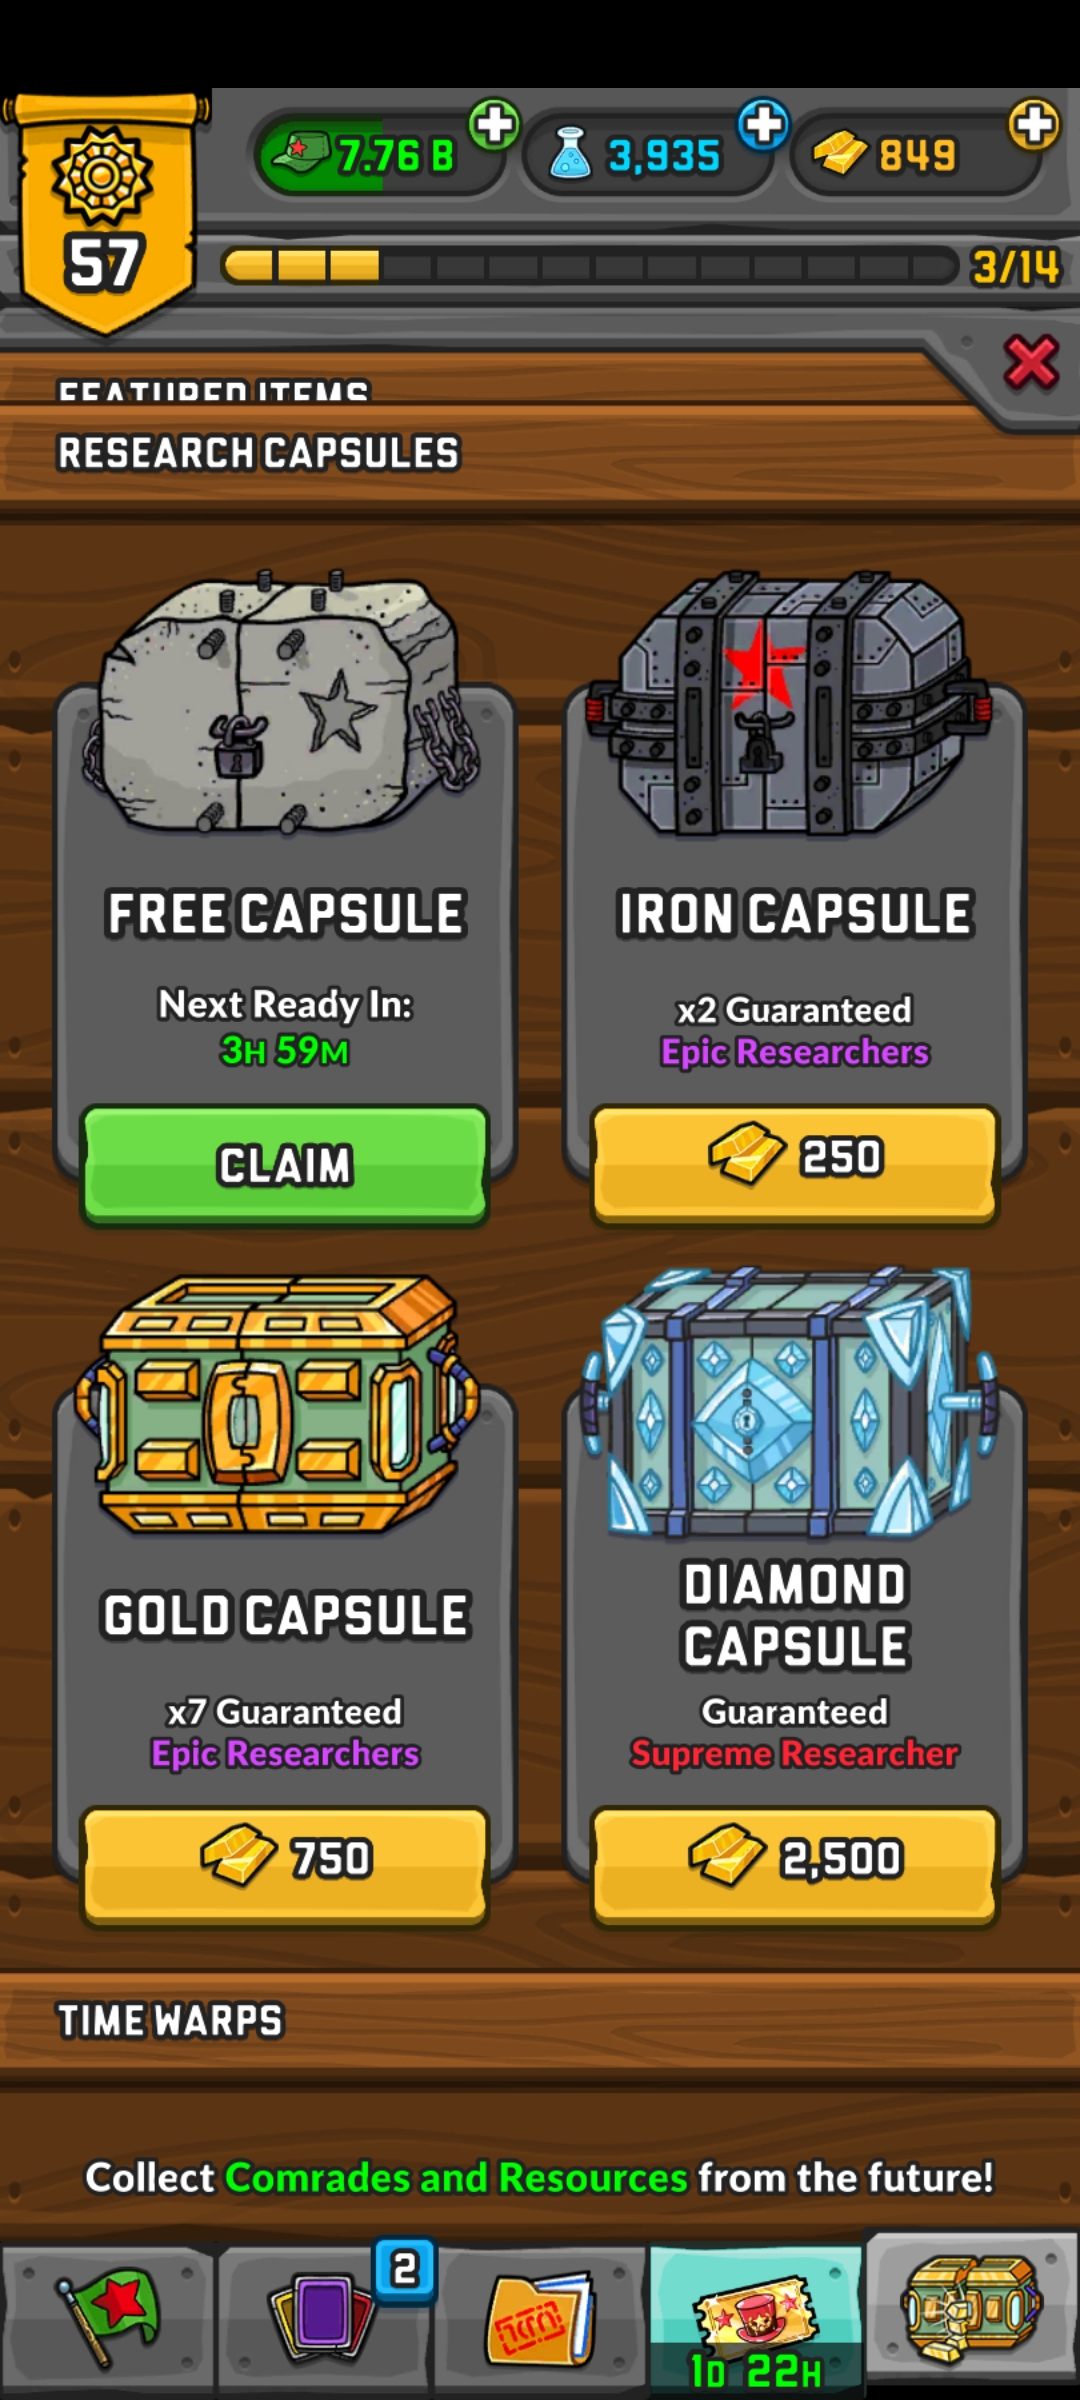 7.76 B
3,935
849
57
3/14
FEATURED ITEMS
RESEARCH CAPSULES
FREE CAPSULE
Next Ready In:
3H 59M
CLAIM
IRON CAPSULE
x2 Guaranteed
Epic Researchers
250
GOLD CAPSULE
x7 Guaranteed
Epic Researchers
750
DIAMOND
CAPSULE
Guaranteed
Supreme Researcher
2,500
TIME WARPS
Collect Comrades and Resources from the future!
2
1D 22H